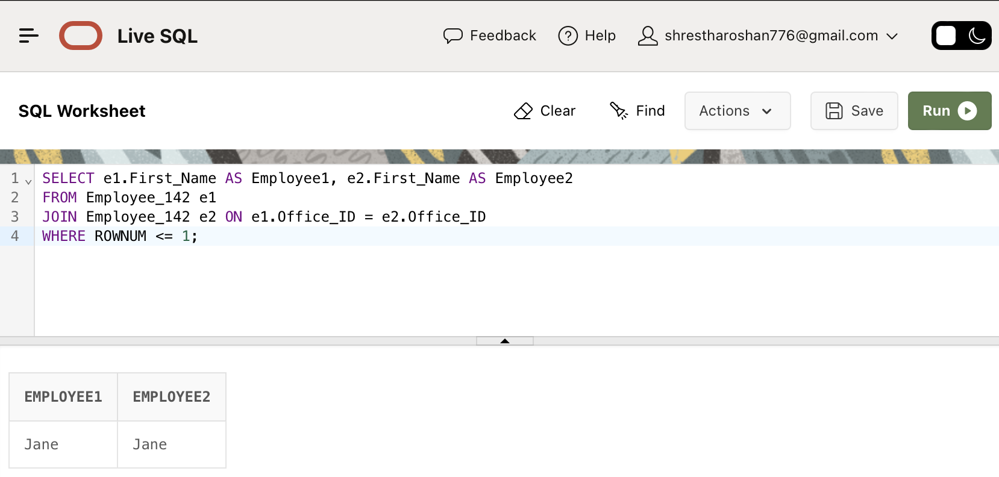 Live SQL
Feedback
Help
shrestharoshan776@gmail.com
SQL Worksheet
Clear
Find
Actions
Save
Run
1 SELECT e1.First_Name AS Employee1, e2.First_Name AS Employee2
2 FROM Employee_142 e1
3 JOIN Employee_142 e2 ON e1.Office_ID = e2.Office_ID
4 WHERE ROWNUM <= 1;
EMPLOYEE1 EMPLOYEE2
Jane Jane